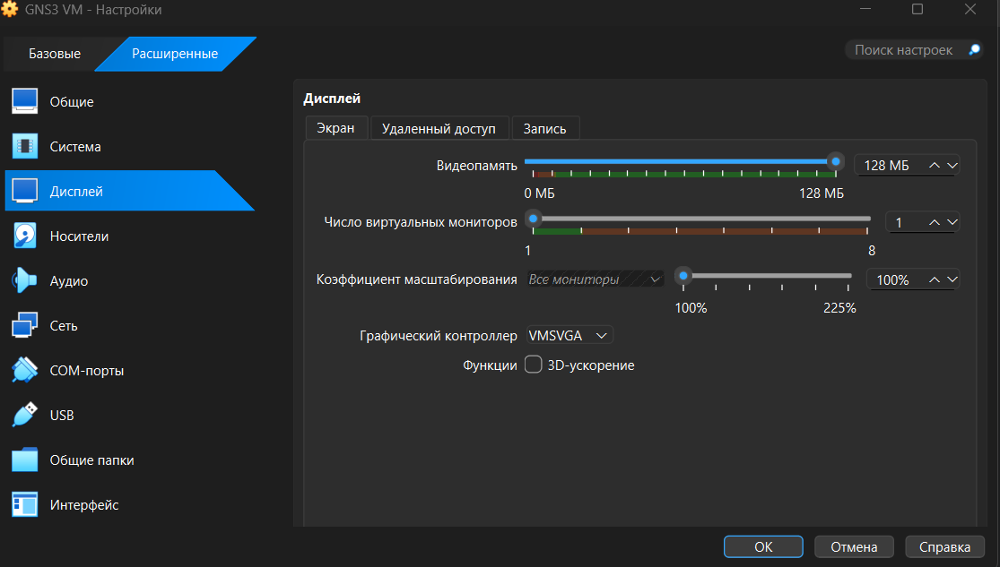 GNS3 VM - Настройки
Базовые
Расширенные
Поиск настроек
Общие
Система
Дисплей
Носители
Аудио
Сеть
COM-порты
USB
Общие папки
Интерфейс
Дисплей
Экран
Удаленный доступ
Запись
Видеопамять
128 МБ
0 МБ
128 МБ
Число виртуальных мониторов
1
1
8
Коэффициент масштабирования
Все мониторы
100%
100%
225%
Графический контроллер
VMSVGA
Функции
3D-ускорение
OK
Отмена
Справка